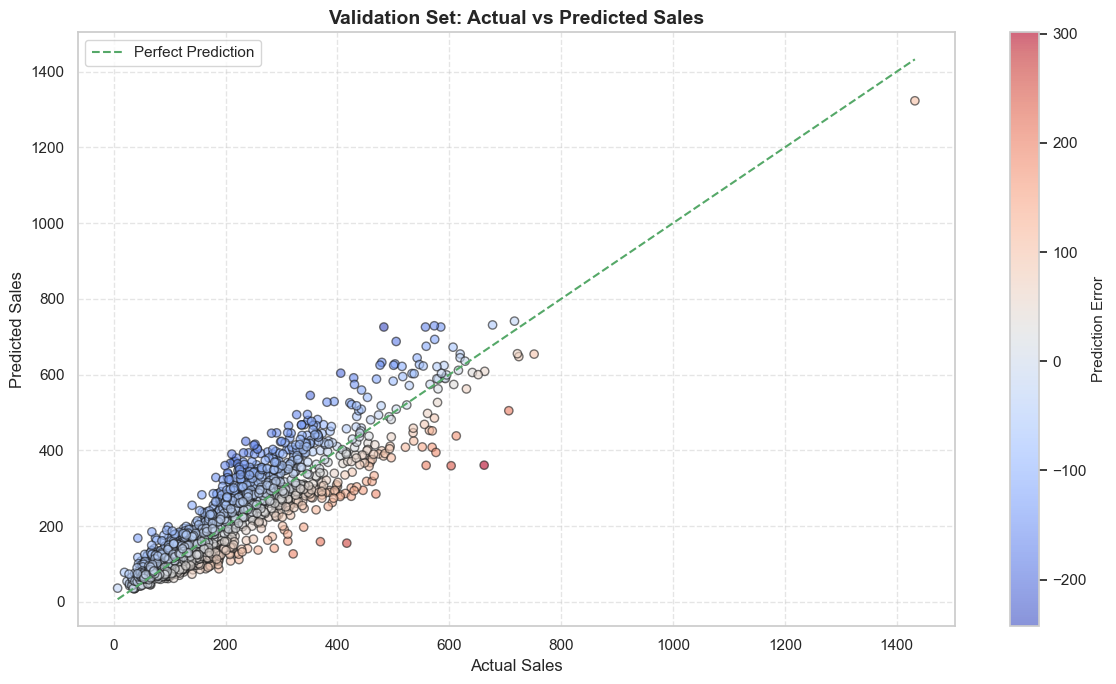 Validation Set: Actual vs Predicted Sales
Perfect Prediction
Predicted Sales
1400
1200
1000
800
600
400
200
0
0 200 400 600 800 1000 1200 1400
Actual Sales
300
200
100
0
−100
−200
Prediction Error